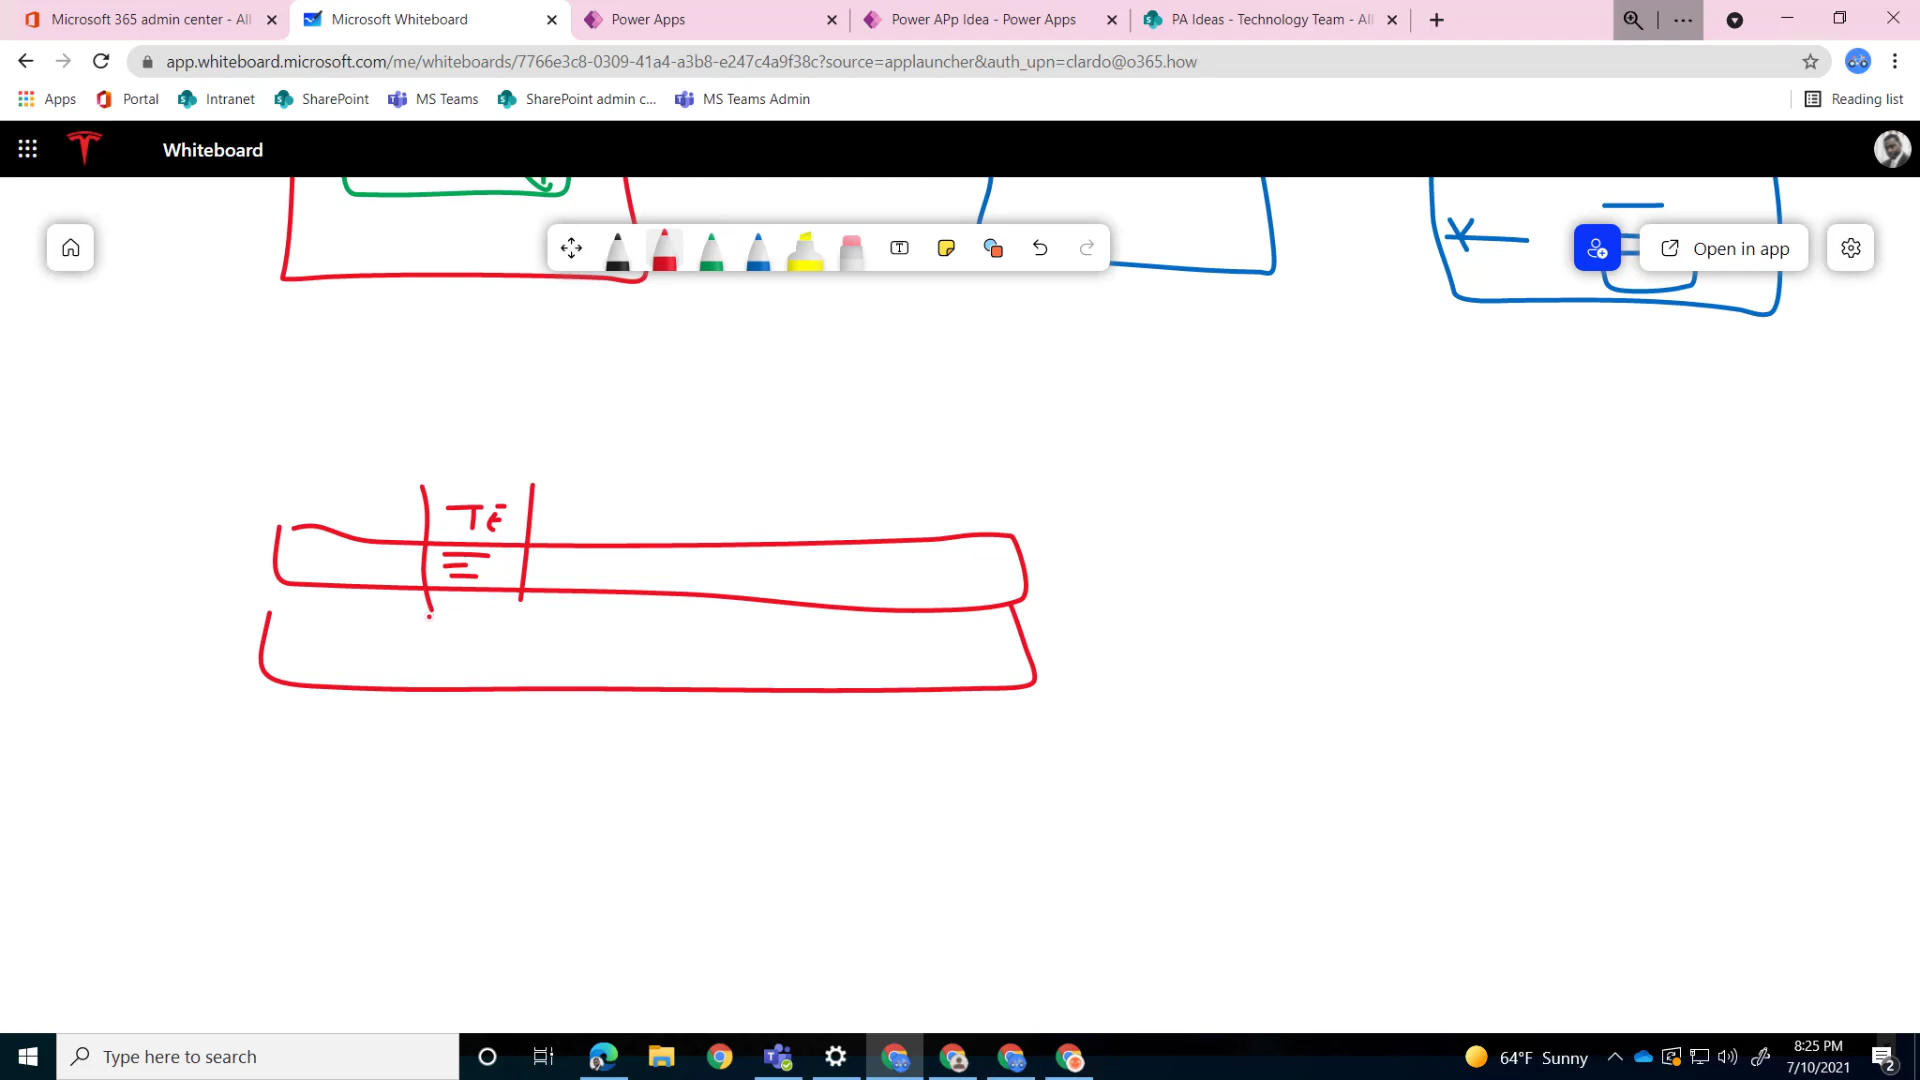 Microsoft 365 admin center - All
Microsoft Whiteboard
Power Apps
Power APp Idea - Power Apps
PA Ideas - Technology Team - All
app.whiteboard.microsoft.com/me/whiteboards/7766e3c8-0309-41a4-a3b8-e247c4a9f38c?source=applauncher&auth_upn=clardo@o365.how
Apps
Portal
Intranet
SharePoint
MS Teams
SharePoint admin c...
MS Teams Admin
Reading list
Whiteboard
Open in app
TE
Type here to search
64°F Sunny
8:25 PM
7/10/2021
2